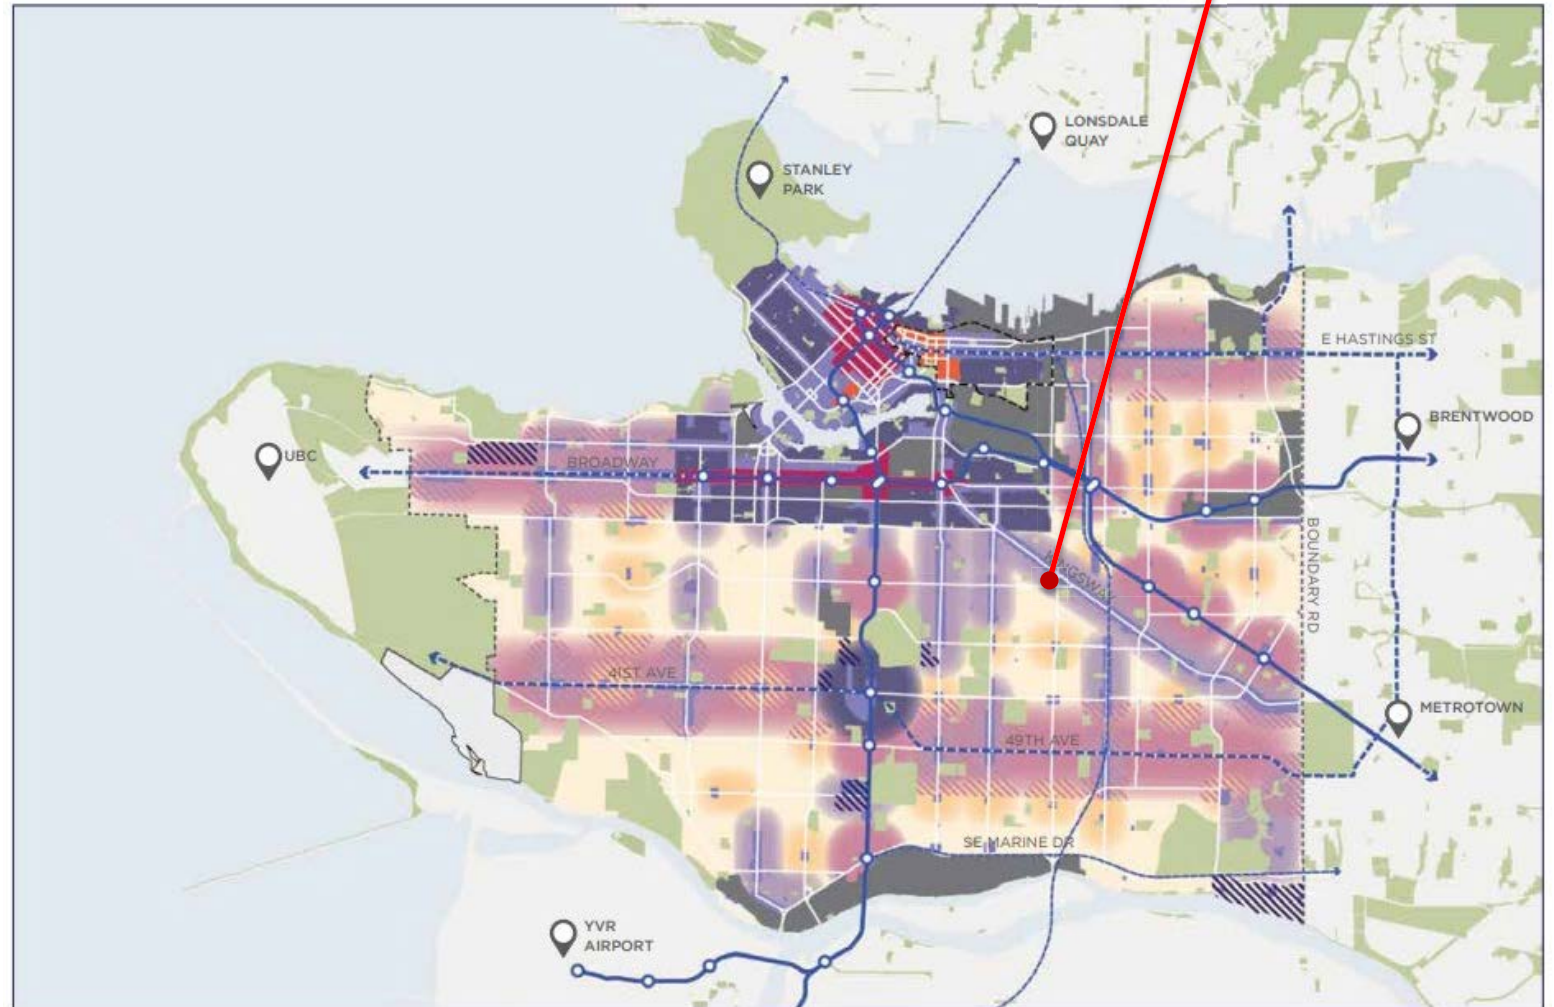 LONSDALE
QUAY
STANLEY
PARK
E HASTINGS ST
BRENTWOOD
UBC
BROADWAY
BOUNDARY RD
KINGSWAY
41ST AVE
METROTOWN
49TH AVE
SE MARINE DR
YVR
AIRPORT